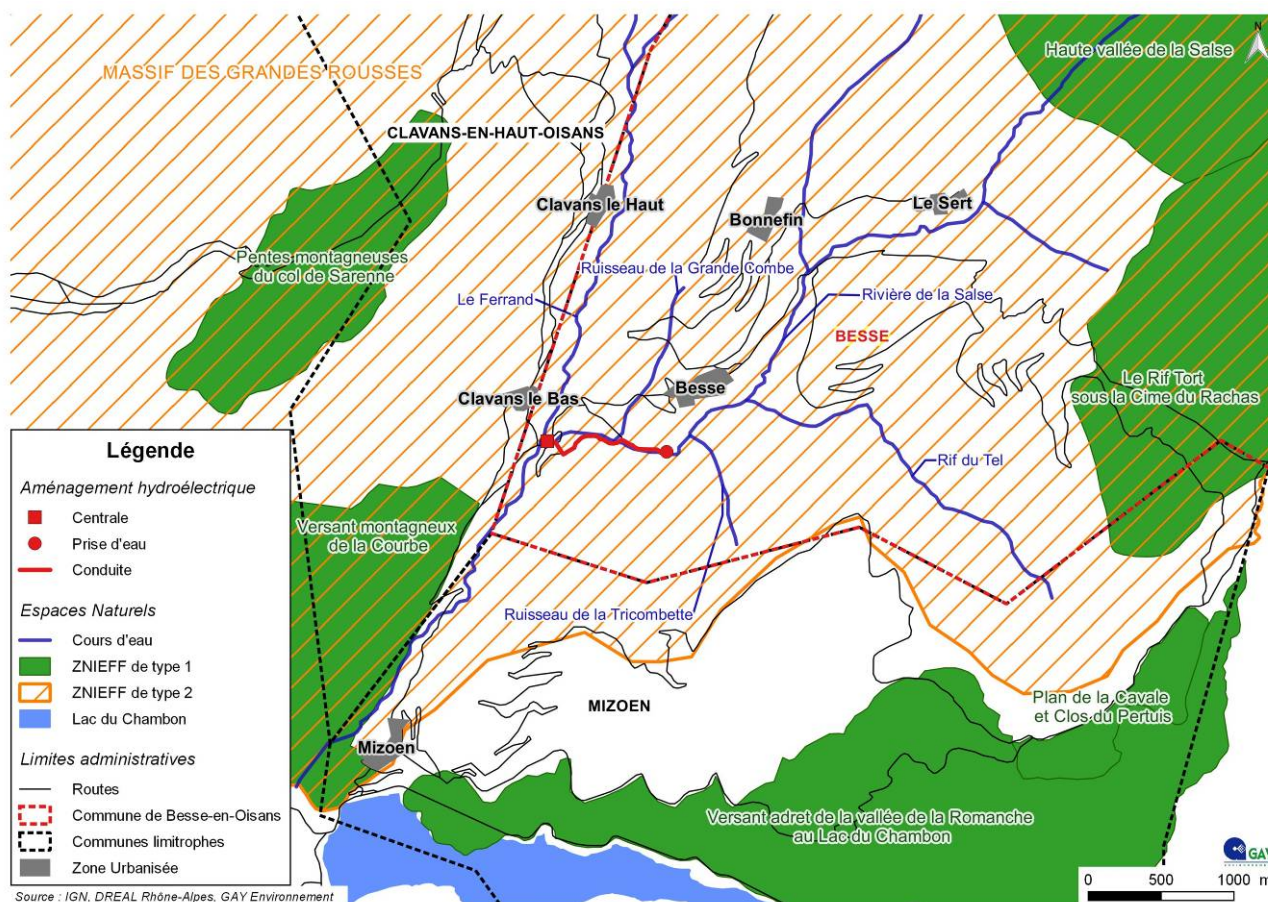 MASSIF DES GRANDES ROUSSES
Haute vallée de la Salse
N
CLAVANS-EN-HAUT-OISANS
Clavans le Haut
Bonnefin
Le Sert
Pentes montagneuses
du col de Sarenne
Ruisseau de la Grande Combe
Le Ferrand
Rivière de la Salse
BESSE
Besse
Clavans le Bas
Le Rif Tort
sous la Cime du Rachas
Rif du Tel
Versant montagneux
de la Courbe
Ruisseau de la Tricombette
Plan de la Cavale
et Clos du Pertuis
MIZOEN
Mizoen
Versant adret de la vallée de la Romanche
au Lac du Chambon
Légende
Aménagement hydroélectrique
Centrale
Prise d'eau
Conduite
Espaces Naturels
Cours d'eau
ZNIEFF de type 1
ZNIEFF de type 2
Lac du Chambon
Limites administratives
Routes
Commune de Besse-en-Oisans
Communes limitrophes
Zone Urbanisée
GAY
0 500 1000 m
Source : IGN, DREAL Rhône-Alpes, GAY Environnement